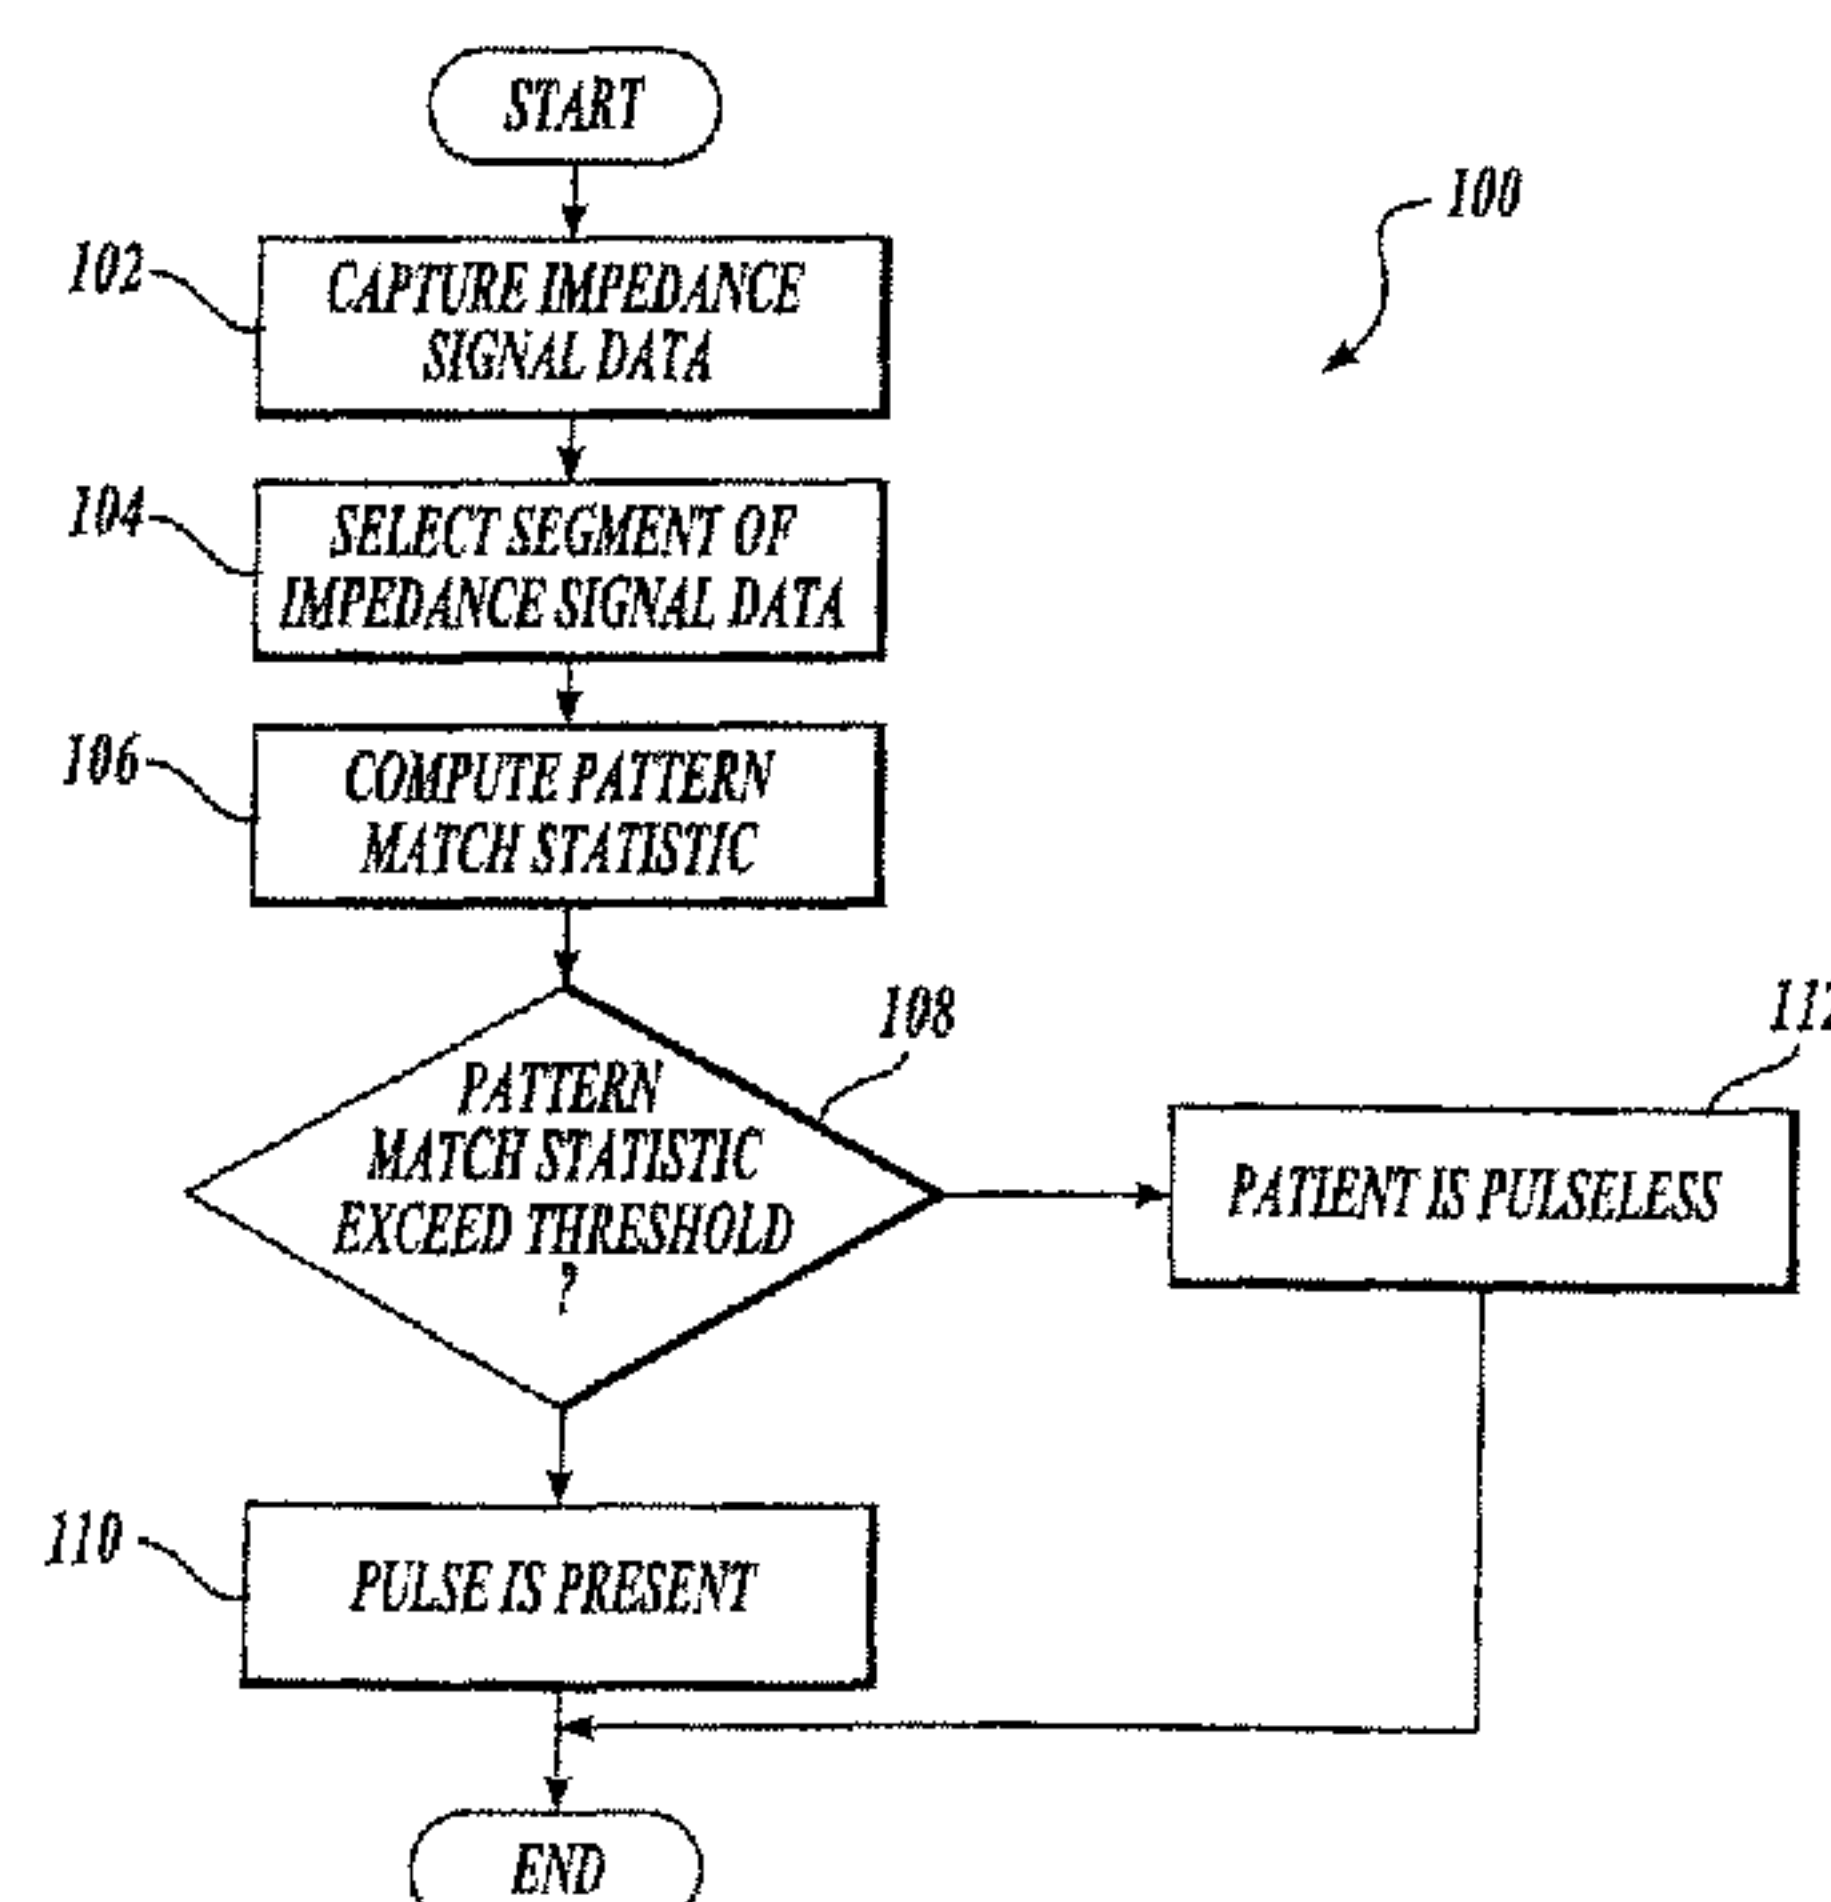 START
100
102
CAPTURE IMPEDANCE
SIGNAL DATA
104
SELECT SEGMENT OF
IMPEDANCE SIGNAL DATA
106
COMPUTE PATTERN
MATCH STATISTIC
108
112
PATTERN
MATCH STATISTIC
EXCEED THRESHOLD
?
PATIENT IS PULSELESS
110
PULSE IS PRESENT
END